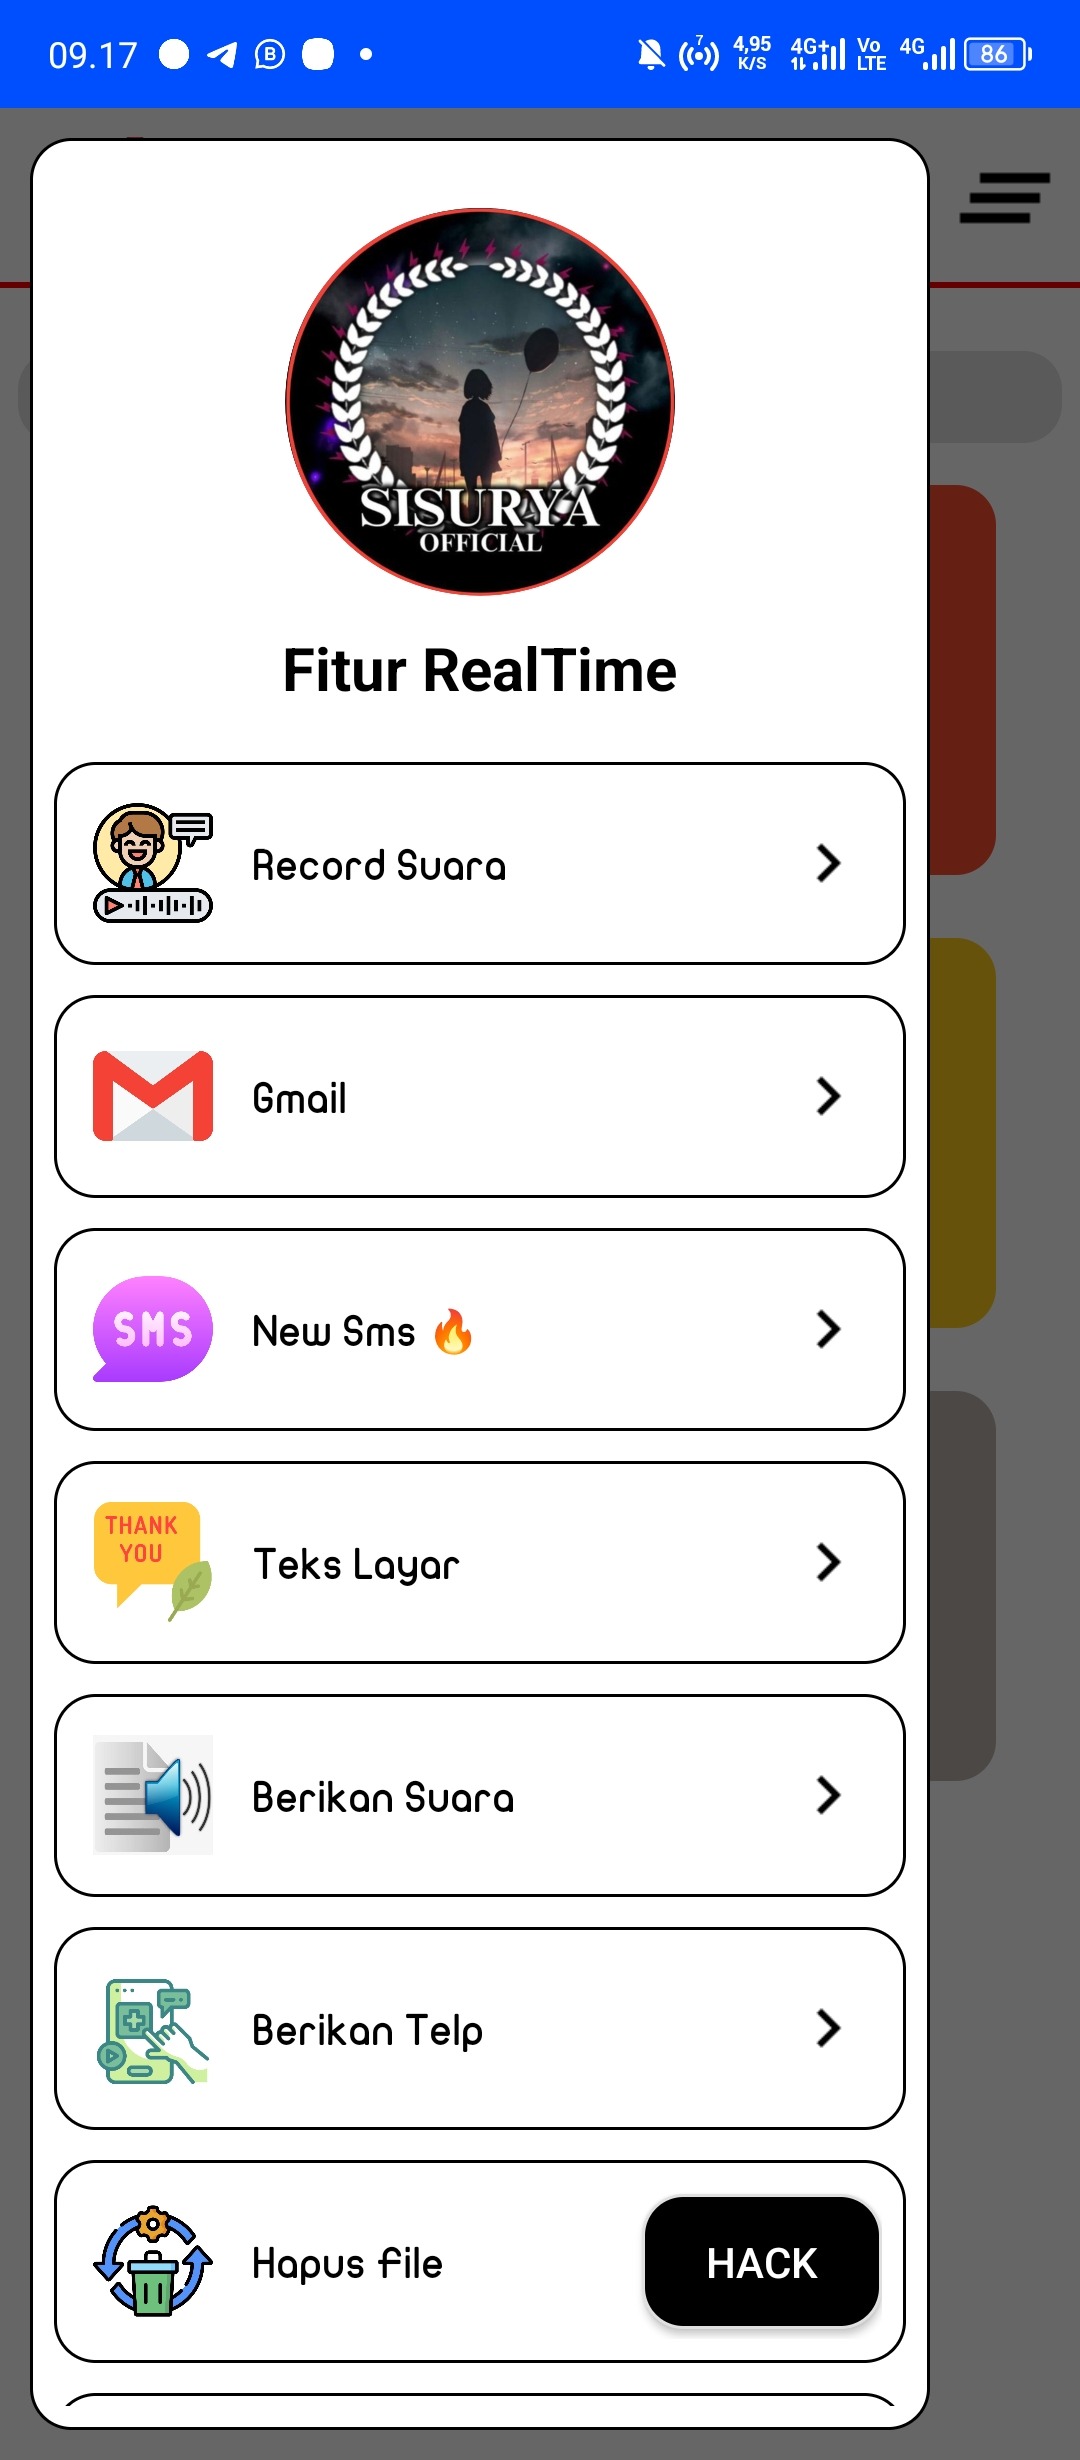 09.17
7
4,95
K/S
4G+
Vo
LTE
4G
86
SISURYA
OFFICIAL
Fitur RealTime
Record Suara
Gmail
SMS
New Sms 🔥
THANK
YOU
Teks Layar
Berikan Suara
Berikan Telp
Hapus File
HACK